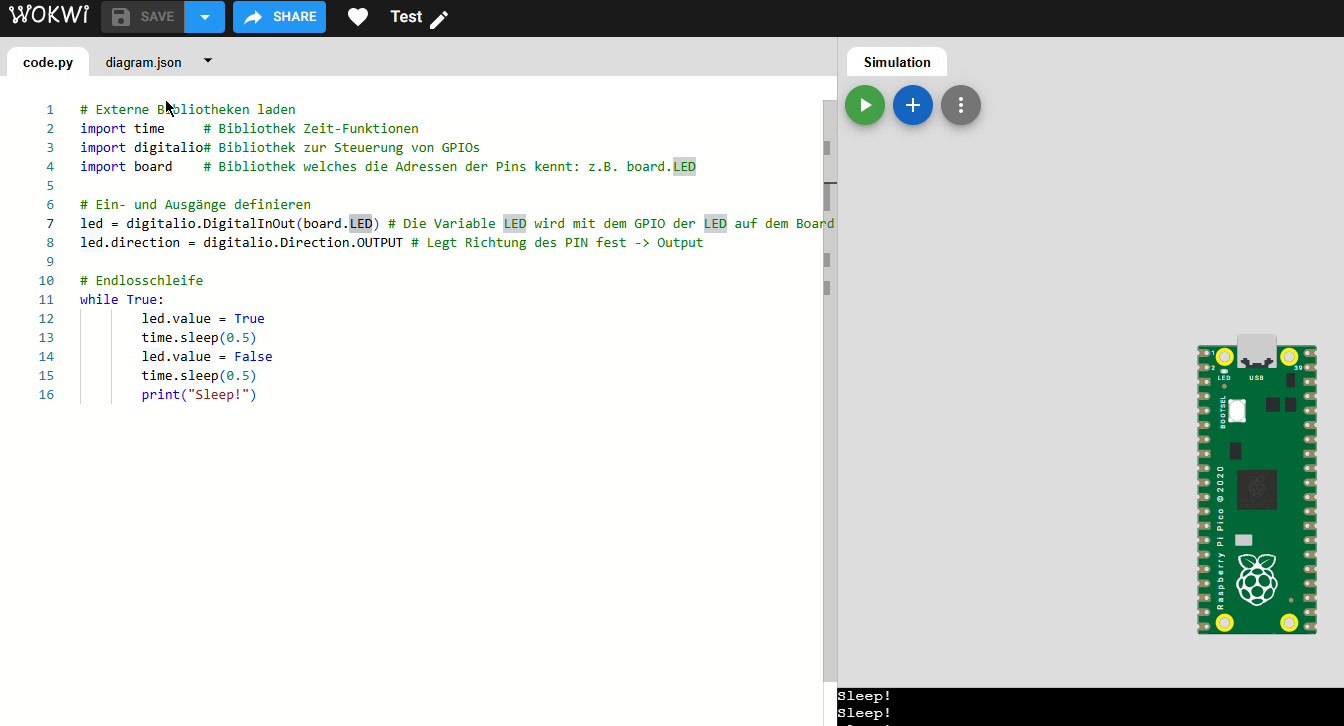 WOKWi SAVE SHARE Test
code.py diagram.json
Simulation
1 # Externe Bibliotheken laden
2 import time # Bibliothek Zeit-Funktionen
3 import digitalio# Bibliothek zur Steuerung von GPIOs
4 import board # Bibliothek welches die Adressen der Pins kennt: z.B. board.LED
5
6 # Ein- und Ausgänge definieren
7 led = digitalio.DigitalInOut(board.LED) # Die Variable LED wird mit dem GPIO der LED auf dem Board
8 led.direction = digitalio.Direction.OUTPUT # Legt Richtung des PIN fest -> Output
9
10 # Endlosschleife
11 while True:
12 led.value = True
13 time.sleep(0.5)
14 led.value = False
15 time.sleep(0.5)
16 print("Sleep!")
1
2 39
LED USB
BOOTSEL
Raspberry Pi Pico © 2020
Sleep!
Sleep!